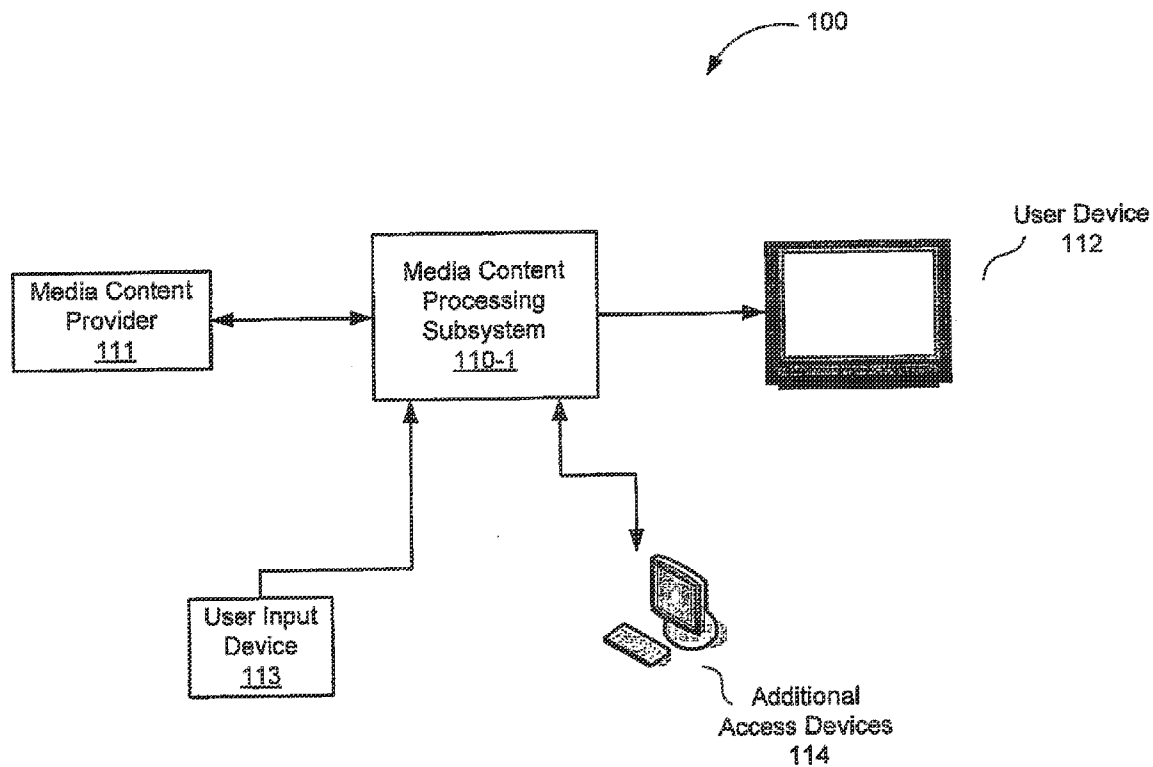 100
User Device
112
Media Content
Provider
111
Media Content
Processing
Subsystem
110-1
User Input
Device
113
Additional
Access Devices
114